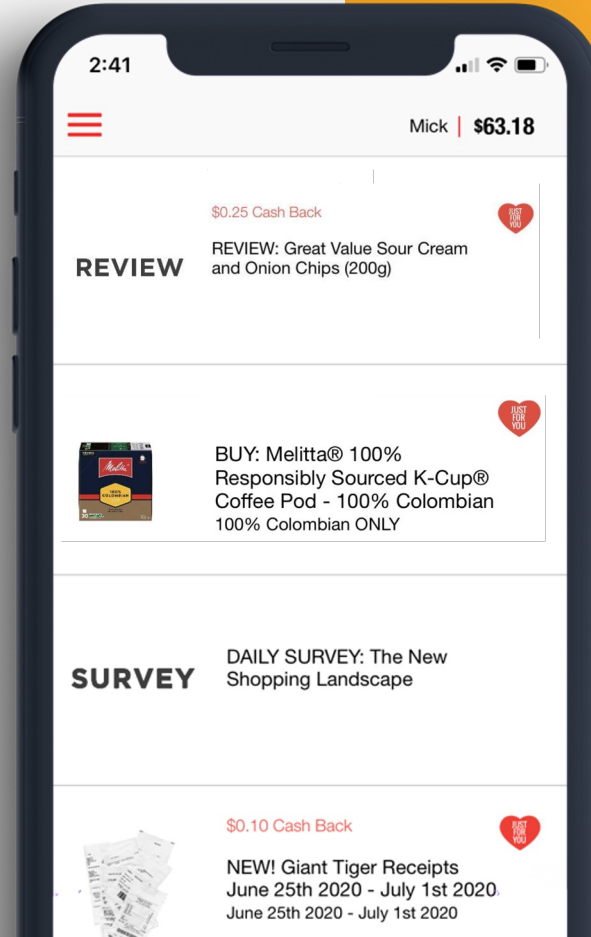 2:41
Mick | $63.18
$0.25 Cash Back
JUST
FOR
YOU
REVIEW
REVIEW: Great Value Sour Cream
and Onion Chips (200g)
JUST
FOR
YOU
BUY: Melitta® 100%
Responsibly Sourced K-Cup®
Coffee Pod - 100% Colombian
100% Colombian ONLY
Melitta
100%
COLOMBIAN
SURVEY
DAILY SURVEY: The New
Shopping Landscape
$0.10 Cash Back
JUST
FOR
YOU
NEW! Giant Tiger Receipts
June 25th 2020 - July 1st 2020
June 25th 2020 - July 1st 2020